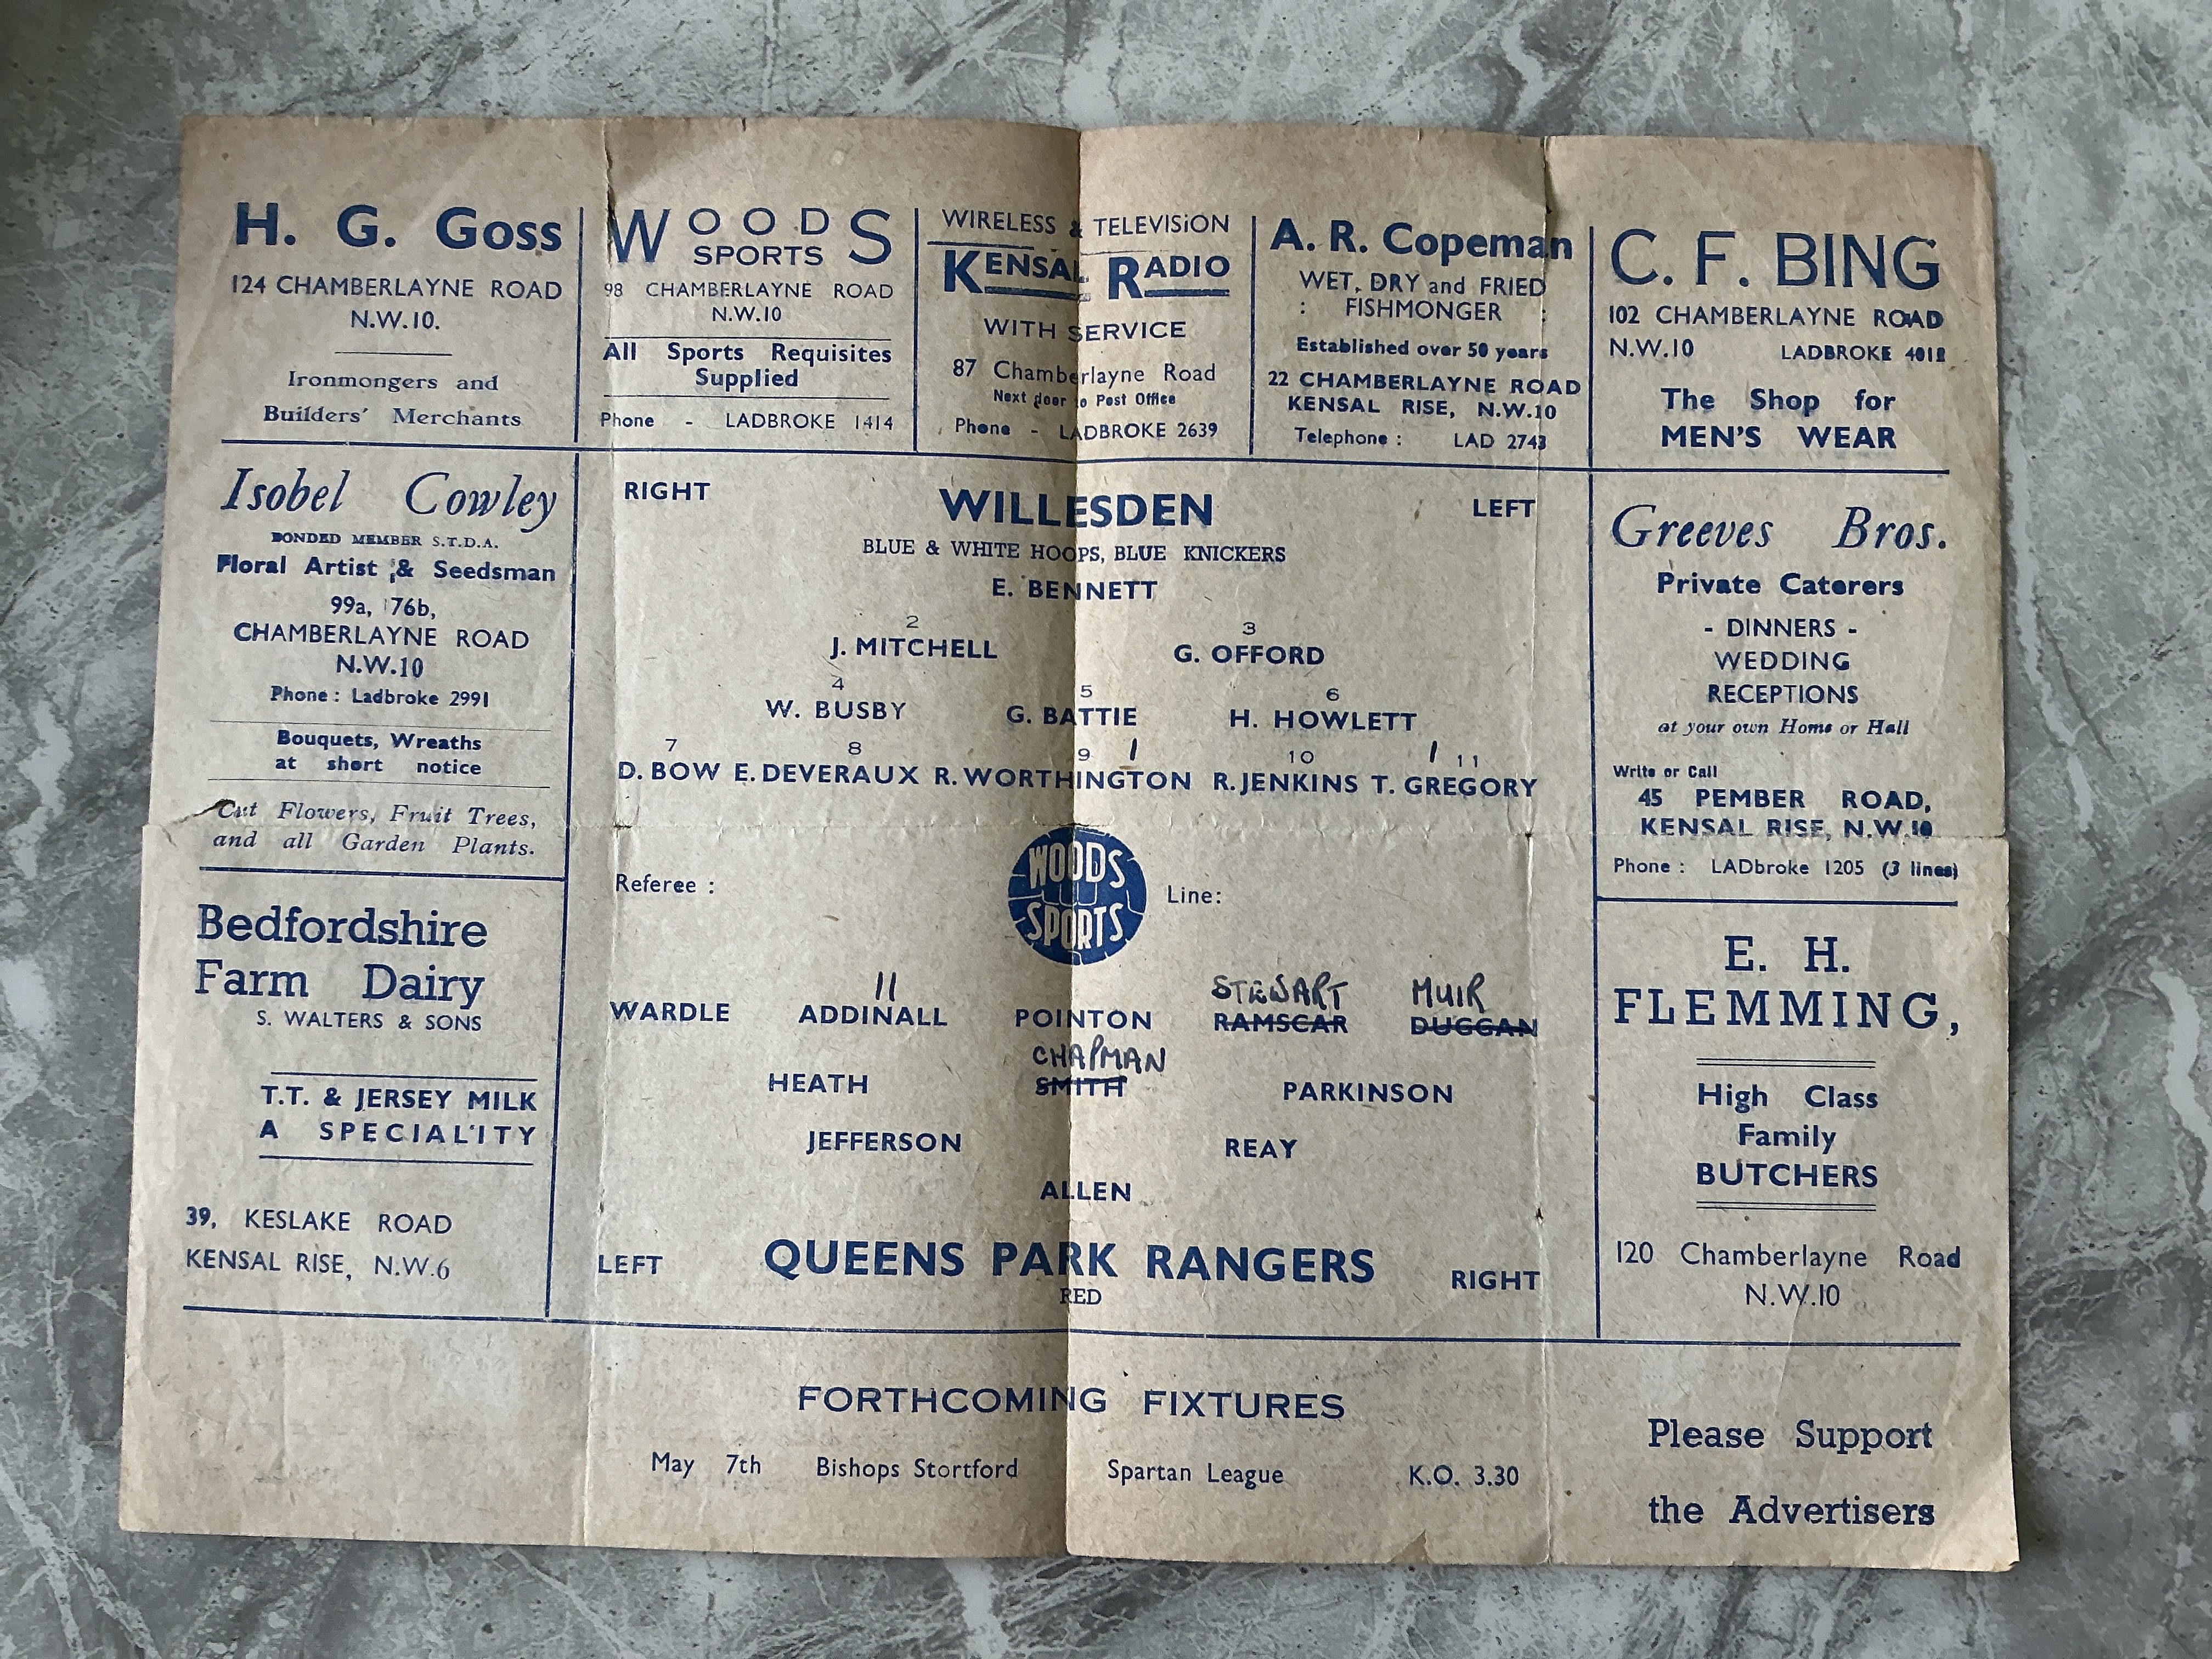 H. G. Goss
124 CHAMBERLAYNE ROAD
N.W.10.
Ironmongers and
Builders' Merchants
WOODS
SPORTS
98 CHAMBERLAYNE ROAD
N.W.10
All Sports Requisites
Supplied
Phone - LADBROKE 1414
WIRELESS & TELEVISION
KENSAL RADIO
WITH SERVICE
87 Chamberlayne Road
Next door to Post Office
Phone - LADBROKE 2639
A. R. Copeman
WET, DRY and FRIED
: FISHMONGER :
Established over 50 years
22 CHAMBERLAYNE ROAD
KENSAL RISE, N.W.10
Telephone : LAD 2743
C. F. BING
102 CHAMBERLAYNE ROAD
N.W.10 LADBROKE 4018
The Shop for
MEN'S WEAR
Isobel Cowley
BONDED MEMBER S.T.D.A.
Floral Artist & Seedsman
99a, 76b,
CHAMBERLAYNE ROAD
N.W.10
Phone : Ladbroke 2991
Bouquets, Wreaths
at short notice
Cut Flowers, Fruit Trees,
and all Garden Plants.
Bedfordshire
Farm Dairy
S. WALTERS & SONS
T.T. & JERSEY MILK
A SPECIALITY
39, KESLAKE ROAD
KENSAL RISE, N.W.6
RIGHT WILLESDEN LEFT
BLUE & WHITE HOOPS, BLUE KNICKERS
E. BENNETT
2 3
J. MITCHELL G. OFFORD
4 5 6
W. BUSBY G. BATTIE H. HOWLETT
7 8 9 1 10 1 11
D. BOW E. DEVERAUX R. WORTHINGTON R. JENKINS T. GREGORY
Referee : WOODS SPORTS Line:
11 STEWART MUIR
WARDLE ADDINALL POINTON RAMSCAR DUGGAN
CHAPMAN
HEATH SMITH PARKINSON
JEFFERSON REAY
ALLEN
LEFT QUEENS PARK RANGERS RIGHT
RED
Greeves Bros.
Private Caterers
- DINNERS -
WEDDING
RECEPTIONS
at your own Home or Hall
Write or Call
45 PEMBER ROAD,
KENSAL RISE, N.W.10
Phone : LADbroke 1205 (3 lines)
E. H.
FLEMMING,
High Class
Family
BUTCHERS
120 Chamberlayne Road
N.W.10
FORTHCOMING FIXTURES
May 7th Bishops Stortford Spartan League K.O. 3.30
Please Support
the Advertisers